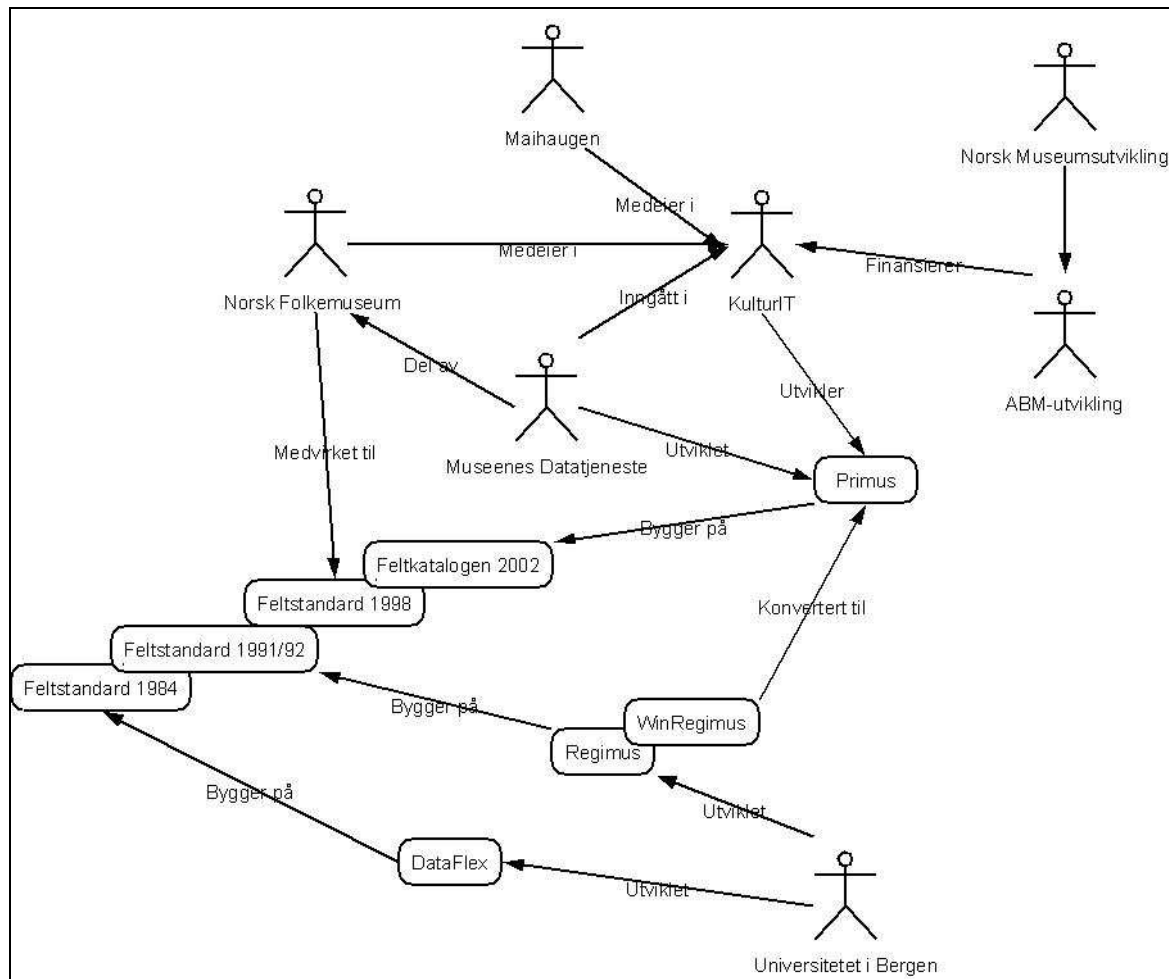 Maihaugen
Norsk Museumsutvikling
Medeier i
Medeier i
Finansierer
Norsk Folkemuseum
Inngått i
KulturIT
Del av
Utvikler
ABM-utvikling
Medvirket til
Museenes Datatjeneste
Utviklet
Primus
Bygger på
Feltkatalogen 2002
Feltstandard 1998
Konvertert til
Feltstandard 1991/92
Feltstandard 1984
Bygger på
WinRegimus
Regimus
Bygger på
Utviklet
DataFlex
Utviklet
Universitetet i Bergen